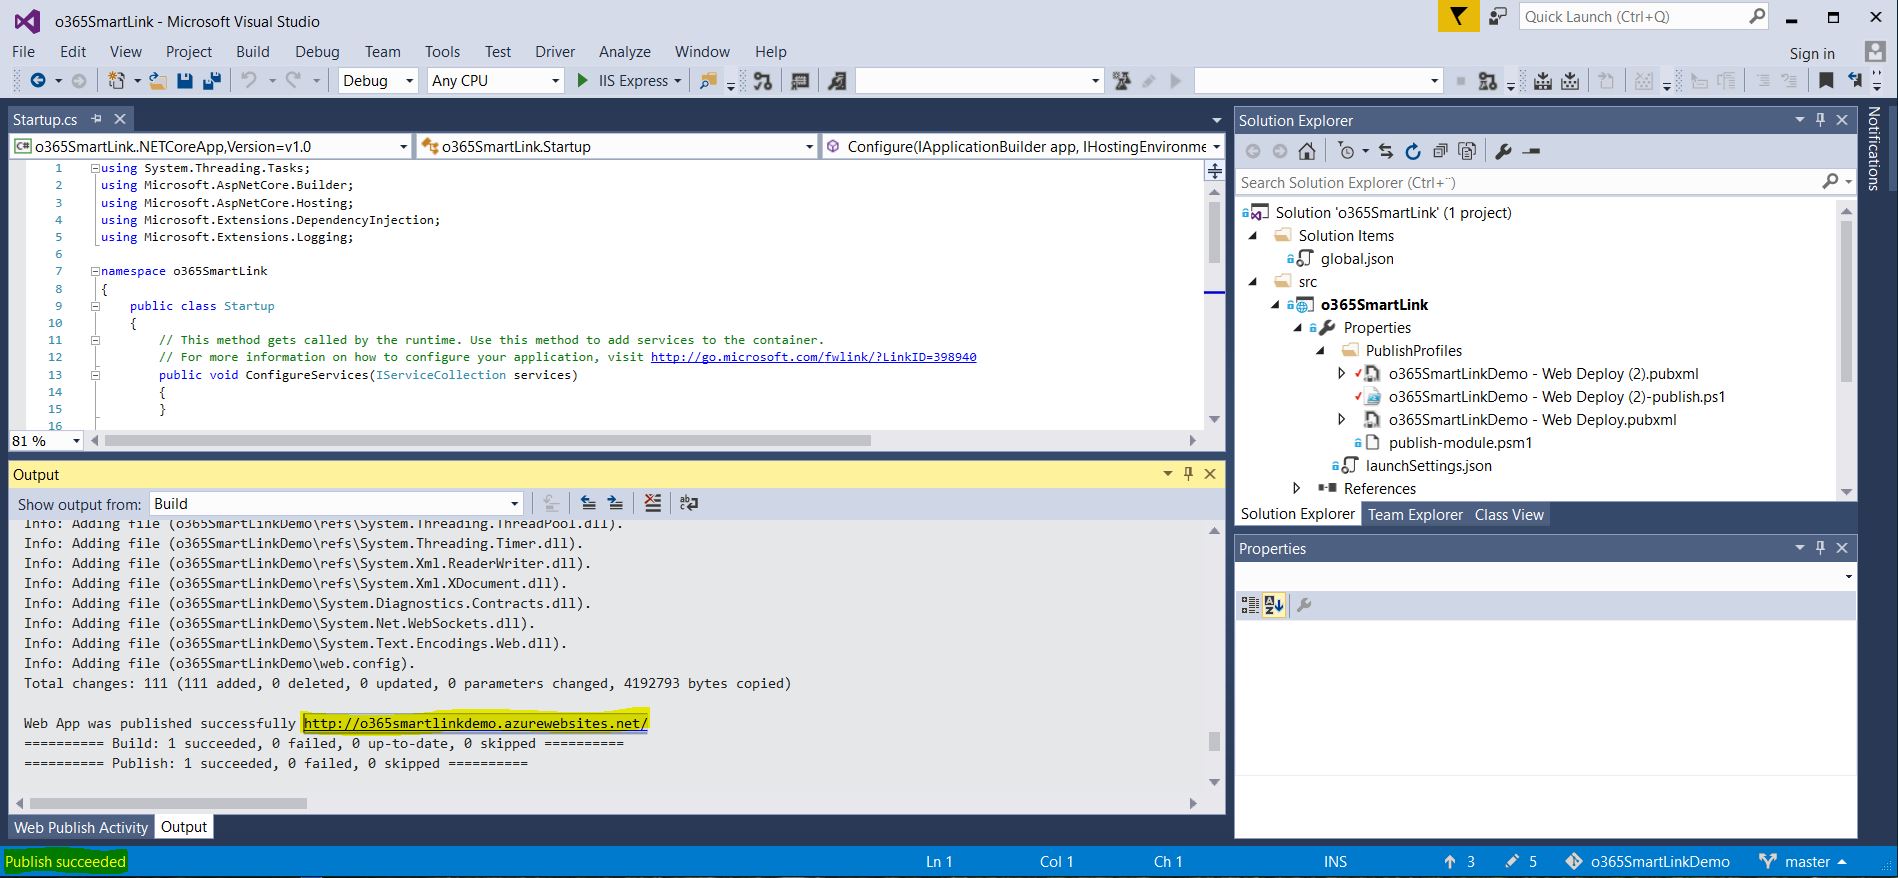 o365SmartLink - Microsoft Visual Studio
Quick Launch (Ctrl+Q)
File Edit View Project Build Debug Team Tools Test Driver Analyze Window Help
Sign in
Debug Any CPU IIS Express
Startup.cs
o365SmartLink..NETCoreApp,Version=v1.0 o365SmartLink.Startup Configure(IApplicationBuilder app, IHostingEnvironme
1 using System.Threading.Tasks;
2 using Microsoft.AspNetCore.Builder;
3 using Microsoft.AspNetCore.Hosting;
4 using Microsoft.Extensions.DependencyInjection;
5 using Microsoft.Extensions.Logging;
6
7 namespace o365SmartLink
8 {
9 public class Startup
10 {
11 // This method gets called by the runtime. Use this method to add services to the container.
12 // For more information on how to configure your application, visit http://go.microsoft.com/fwlink/?LinkID=398940
13 public void ConfigureServices(IServiceCollection services)
14 {
15 }
16
81 %
Output
Show output from: Build
Info: Adding file (o365SmartLinkDemo\refs\System.Threading.ThreadPool.dll).
Info: Adding file (o365SmartLinkDemo\refs\System.Threading.Timer.dll).
Info: Adding file (o365SmartLinkDemo\refs\System.Xml.ReaderWriter.dll).
Info: Adding file (o365SmartLinkDemo\refs\System.Xml.XDocument.dll).
Info: Adding file (o365SmartLinkDemo\System.Diagnostics.Contracts.dll).
Info: Adding file (o365SmartLinkDemo\System.Net.WebSockets.dll).
Info: Adding file (o365SmartLinkDemo\System.Text.Encodings.Web.dll).
Info: Adding file (o365SmartLinkDemo\web.config).
Total changes: 111 (111 added, 0 deleted, 0 updated, 0 parameters changed, 4192793 bytes copied)
Web App was published successfully http://o365smartlinkdemo.azurewebsites.net/
========== Build: 1 succeeded, 0 failed, 0 up-to-date, 0 skipped ==========
========== Publish: 1 succeeded, 0 failed, 0 skipped ==========
Web Publish Activity Output
Solution Explorer
Search Solution Explorer (Ctrl+¨)
Solution 'o365SmartLink' (1 project)
Solution Items
global.json
src
o365SmartLink
Properties
PublishProfiles
o365SmartLinkDemo - Web Deploy (2).pubxml
o365SmartLinkDemo - Web Deploy (2)-publish.ps1
o365SmartLinkDemo - Web Deploy.pubxml
publish-module.psm1
launchSettings.json
References
Solution Explorer Team Explorer Class View
Properties
Notifications
Publish succeeded Ln 1 Col 1 Ch 1 INS 3 5 o365SmartLinkDemo master